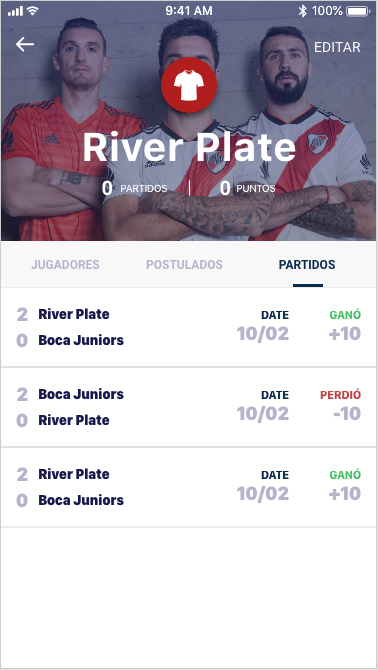 9:41 AM 100%
EDITAR
River Plate
0 PARTIDOS 0 PUNTOS
JUGADORES POSTULADOS PARTIDOS
2 River Plate DATE GANÓ
0 Boca Juniors 10/02 +10
2 Boca Juniors DATE PERDIÓ
0 River Plate 10/02 -10
2 River Plate DATE GANÓ
0 Boca Juniors 10/02 +10